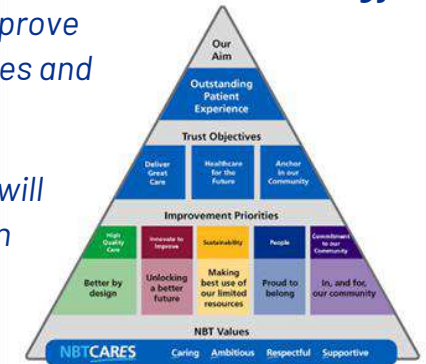 prove
es and
will
n
Our
Aim
Outstanding
Patient
Experience
Trust Objectives
Deliver
Great
Care
Healthcare
for the
Future
Anchor
in our
Community
Improvement Priorities
High
Quality
Care
Innovate to
Improve
Sustainability
People
Commitment
to our
Community
Better by
design
Unlocking
a better
future
Making
best use of
our limited
resources
Proud to
belong
In, and for,
our community
NBT Values
NBTCARES Caring Ambitious Respectful Supportive